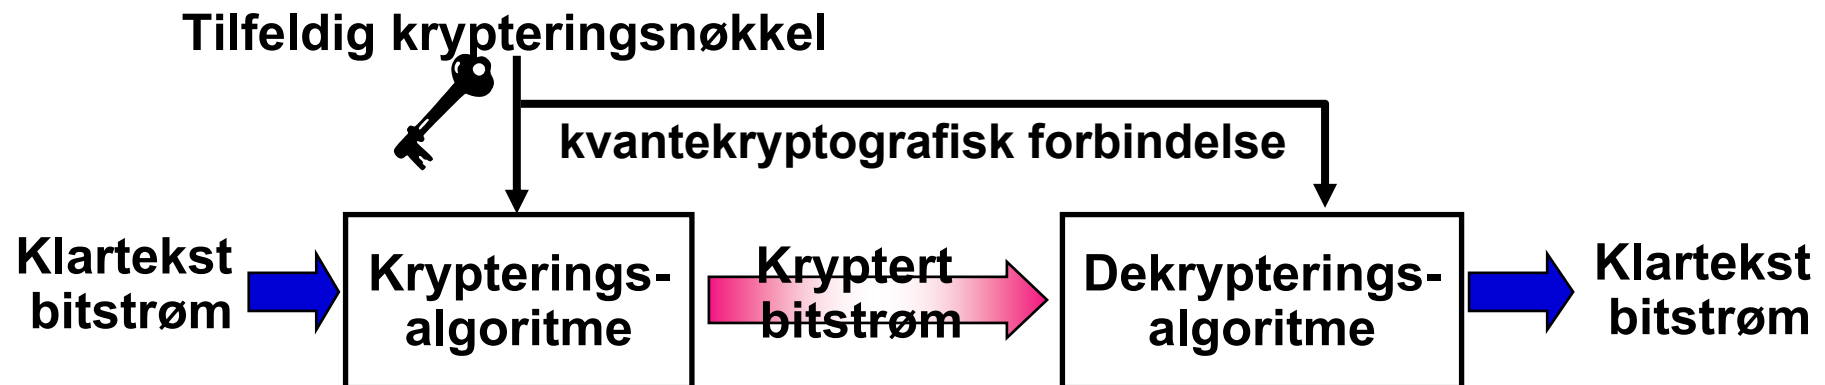 Tilfeldig krypteringsnøkkel
kvantekryptografisk forbindelse
Klartekst
bitstrøm
Krypterings-
algoritme
Kryptert
bitstrøm
Dekrypterings-
algoritme
Klartekst
bitstrøm